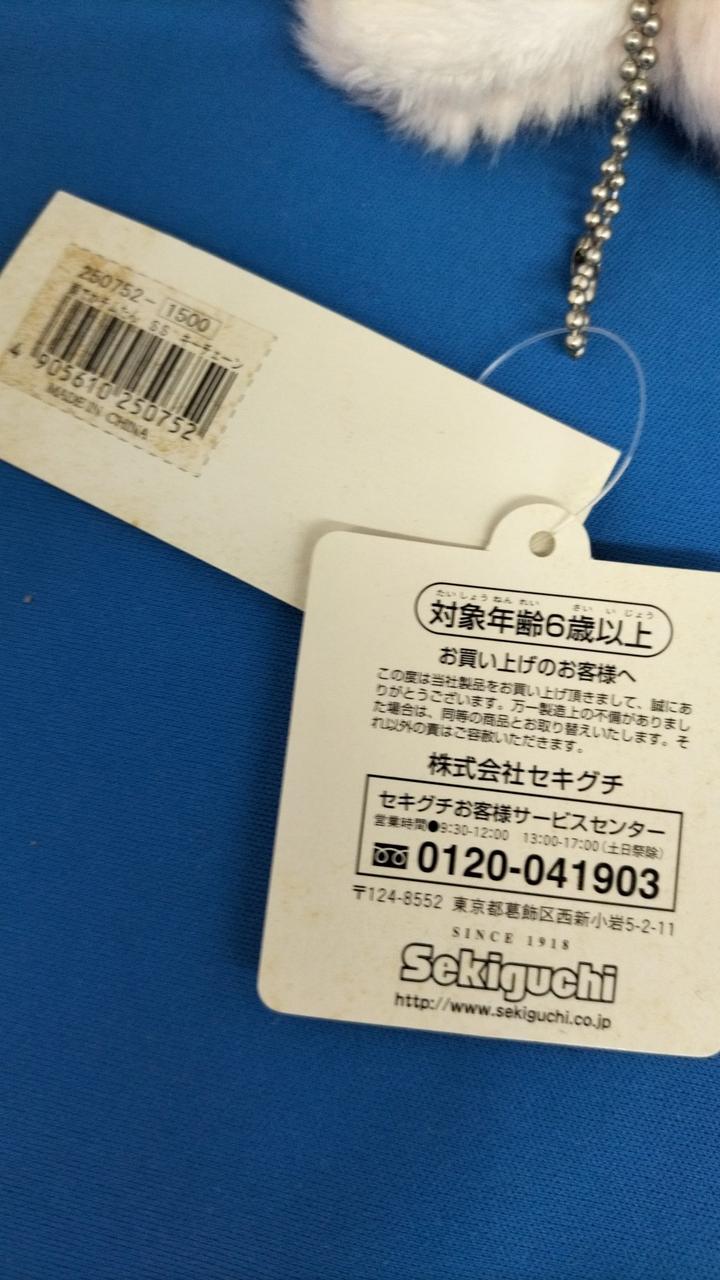 250752- 1500
SS キーチェーン
4 905610 250752
MADE IN CHINA
たいしょうねんれい さい いじょう
対象年齢6歳以上
お買い上げのお客様へ
この度は当社製品をお買い上げ頂きまして、誠にあ
りがとうございます。万一製造上の不備がありまし
た場合は、同等の商品とお取り替えいたします。そ
れ以外の責はご容赦いただきます。
株式会社セキグチ
セキグチお客様サービスセンター
営業時間●9:30-12:00 13:00-17:00(土日祭除)
0120-041903
〒124-8552 東京都葛飾区西新小岩5-2-11
SINCE 1918
Sekiguchi
http://www.sekiguchi.co.jp